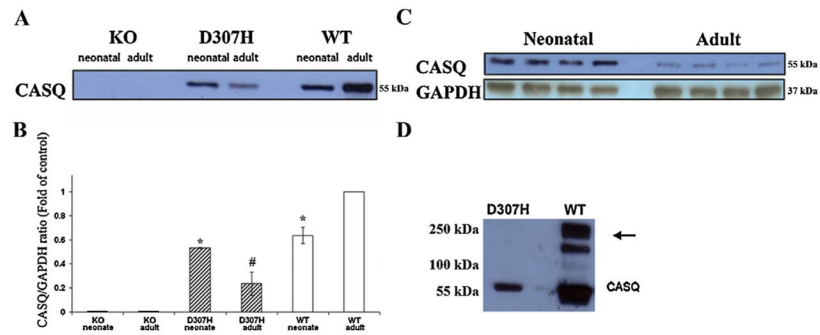 A
KO D307H WT
neonatal adult neonatal adult neonatal adult
CASQ 55 kDa
B
CASQ/GAPDH ratio (Fold of control)
1
0.8
0.6
0.4
0.2
0
* # *
KO neonate
KO adult
D307H neonate
D307H adult
WT neonate
WT adult
C
Neonatal Adult
CASQ 55 kDa
GAPDH 37 kDa
D
D307H WT
250 kDa
100 kDa
55 kDa CASQ